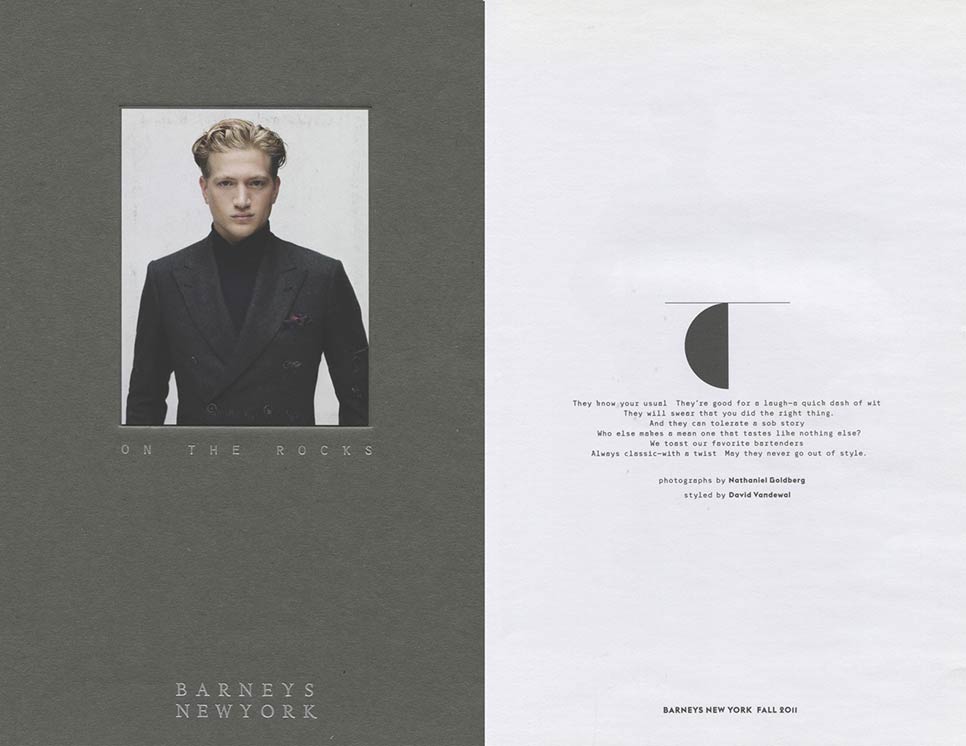 ON THE ROCKS
BARNEYS
NEWYORK
They know your usual They're good for a laugh—a quick dash of wit
They will swear that you did the right thing.
And they can tolerate a sob story
Who else makes a mean one that tastes like nothing else?
We toast our favorite bartenders
Always classic—with a twist May they never go out of style.
photographs by Nathaniel Goldberg
styled by David Vandewal
BARNEYS NEW YORK FALL 2011